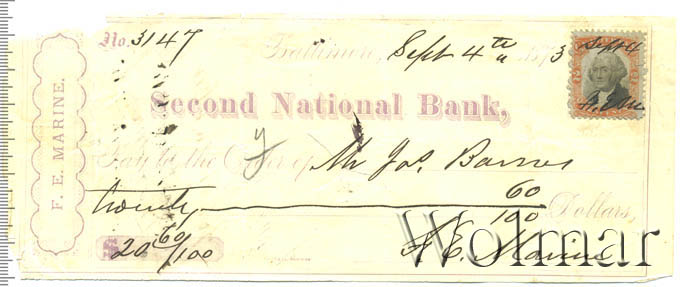 No. 3147
Baltimore, Sept 4th 1873
Second National Bank,
Pay to the Order of Mr Jos. Barnes
twenty 60/100 Dollars,
$20 60/100
F. E. Marine
F. E. MARINE.
Sept 4
F. E. M.
Wolmar